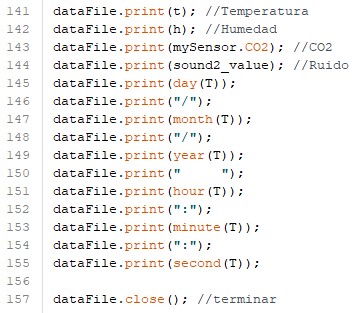 141 dataFile.print(t); //Temperatura
142 dataFile.print(h); //Humedad
143 dataFile.print(mySensor.CO2); //CO2
144 dataFile.print(sound2_value); //Ruido
145 dataFile.print(day(T));
146 dataFile.print("/");
147 dataFile.print(month(T));
148 dataFile.print("/");
149 dataFile.print(year(T));
150 dataFile.print("     ");
151 dataFile.print(hour(T));
152 dataFile.print(":");
153 dataFile.print(minute(T));
154 dataFile.print(":");
155 dataFile.print(second(T));
156
157 dataFile.close(); //terminar